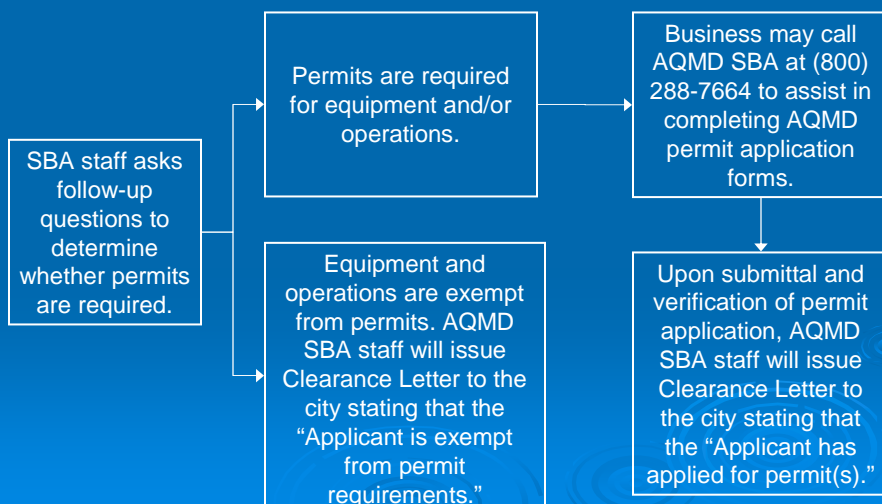 SBA staff asks
follow-up
questions to
determine
whether permits
are required.
Permits are required
for equipment and/or
operations.
Business may call
AQMD SBA at (800)
288-7664 to assist in
completing AQMD
permit application
forms.
Equipment and
operations are exempt
from permits. AQMD
SBA staff will issue
Clearance Letter to the
city stating that the
“Applicant is exempt
from permit
requirements.”
Upon submittal and
verification of permit
application, AQMD
SBA staff will issue
Clearance Letter to
the city stating that
the “Applicant has
applied for permit(s).”